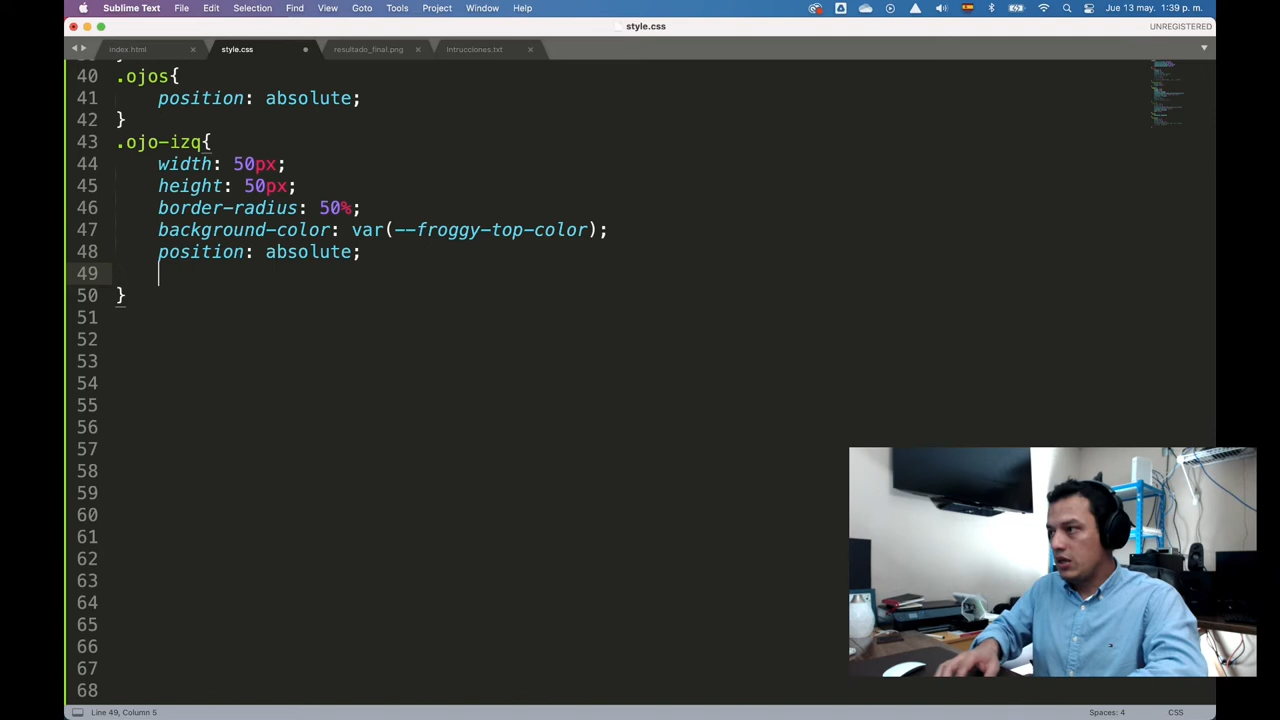 Sublime Text File Edit Selection Find View Goto Tools Project Window Help Jue 13 may. 1:39 p. m.
style.css UNREGISTERED
index.html style.css resultado_final.png intrucciones.txt
40 .ojos{
41 position: absolute;
42 }
43 .ojo-izq{
44 width: 50px;
45 height: 50px;
46 border-radius: 50%;
47 background-color: var(--froggy-top-color);
48 position: absolute;
49
50 }
51
52
53
54
55
56
57
58
59
60
61
62
63
64
65
66
67
68
Line 49, Column 5 Spaces: 4 CSS